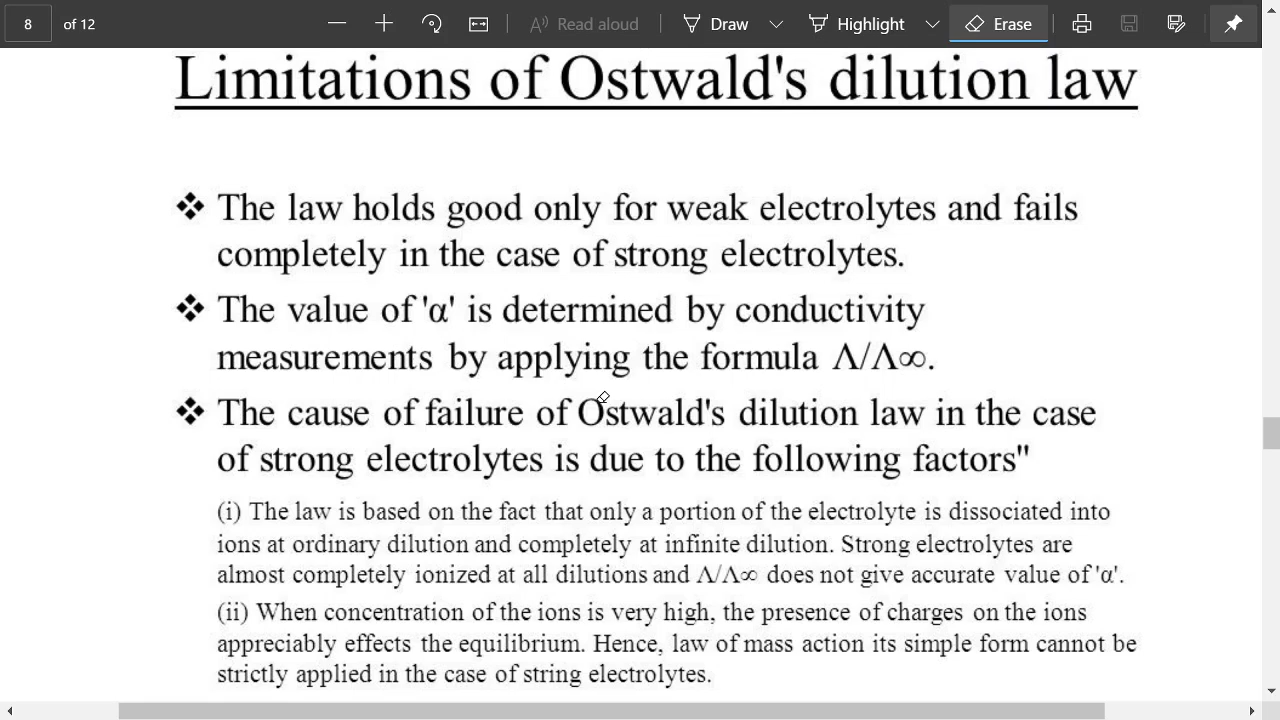 8 of 12 Read aloud Draw Highlight Erase
Limitations of Ostwald's dilution law
❖ The law holds good only for weak electrolytes and fails
completely in the case of strong electrolytes.
❖ The value of 'α' is determined by conductivity
measurements by applying the formula Λ/Λ∞.
❖ The cause of failure of Ostwald's dilution law in the case
of strong electrolytes is due to the following factors"
(i) The law is based on the fact that only a portion of the electrolyte is dissociated into
ions at ordinary dilution and completely at infinite dilution. Strong electrolytes are
almost completely ionized at all dilutions and Λ/Λ∞ does not give accurate value of 'α'.
(ii) When concentration of the ions is very high, the presence of charges on the ions
appreciably effects the equilibrium. Hence, law of mass action its simple form cannot be
strictly applied in the case of string electrolytes.